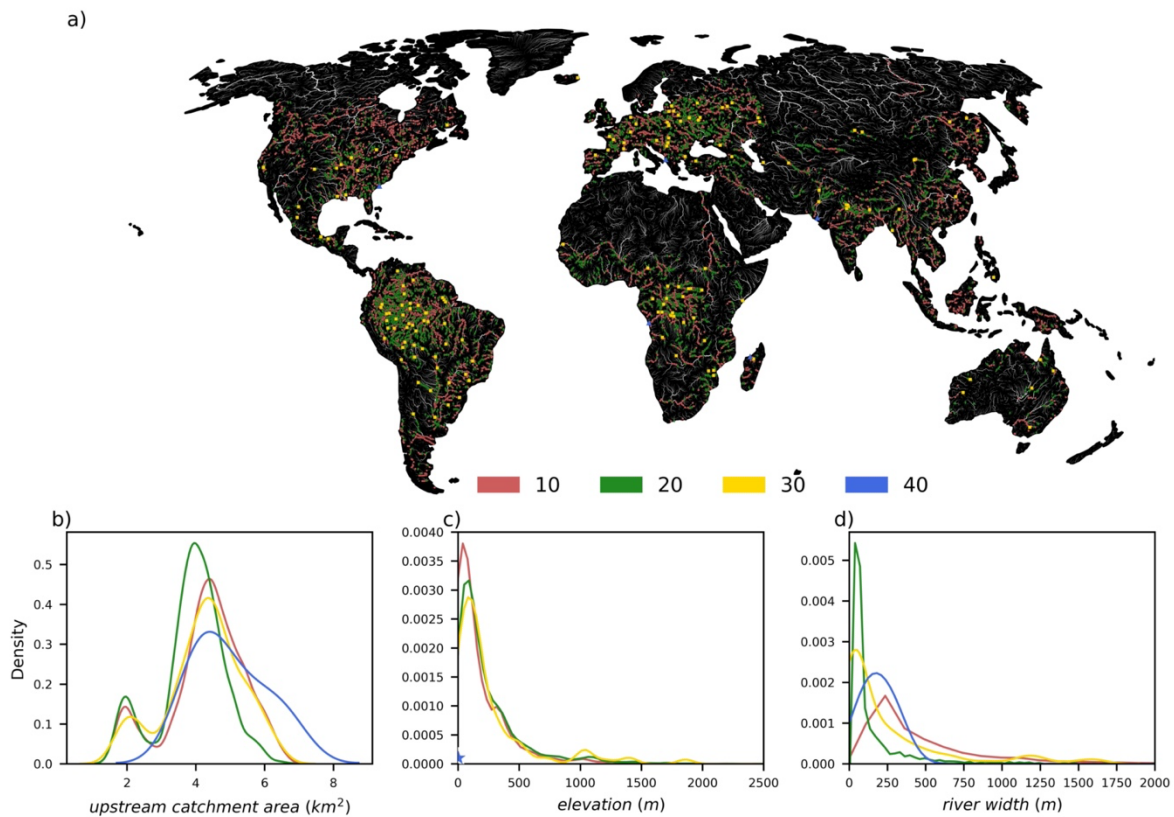 a)
10 20 30 40
b)
Density
0.5
0.4
0.3
0.2
0.1
0.0
2 4 6 8
upstream catchment area (km²)
c)
0.0040
0.0035
0.0030
0.0025
0.0020
0.0015
0.0010
0.0005
0.0000
0 500 1000 1500 2000 2500
elevation (m)
d)
0.005
0.004
0.003
0.002
0.001
0.000
0 250 500 750 1000 1250 1500 1750 2000
river width (m)